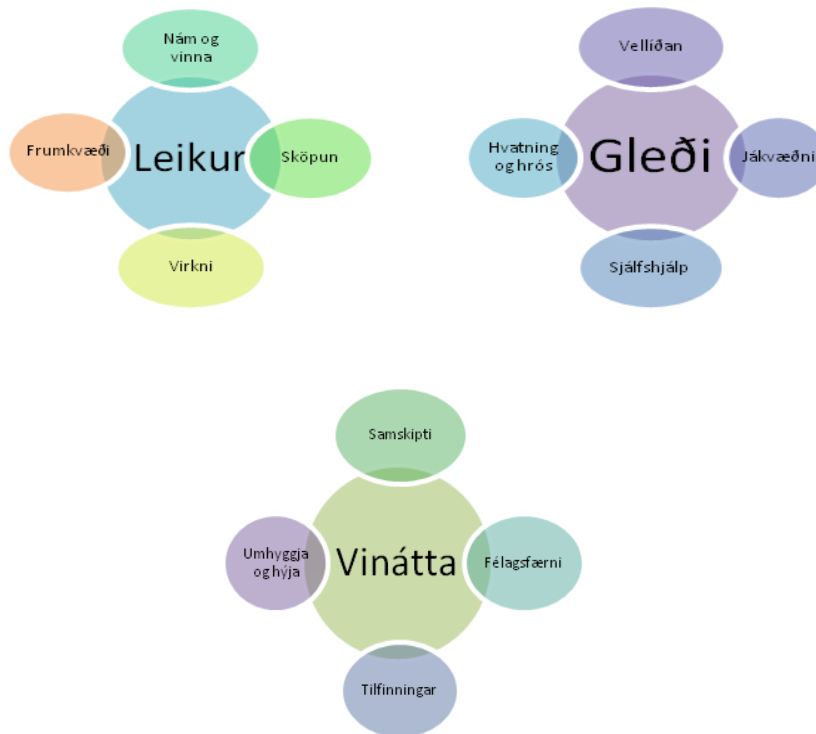 Nám og
vinna
Frumkvæði
Leikur
Sköpun
Virkni
Vellíðan
Hvatning
og hrós
Gleði
Jákvæðni
Sjálfshjálp
Samskipti
Umhyggja
og hýja
Vinátta
Félagsfærni
Tilfinningar